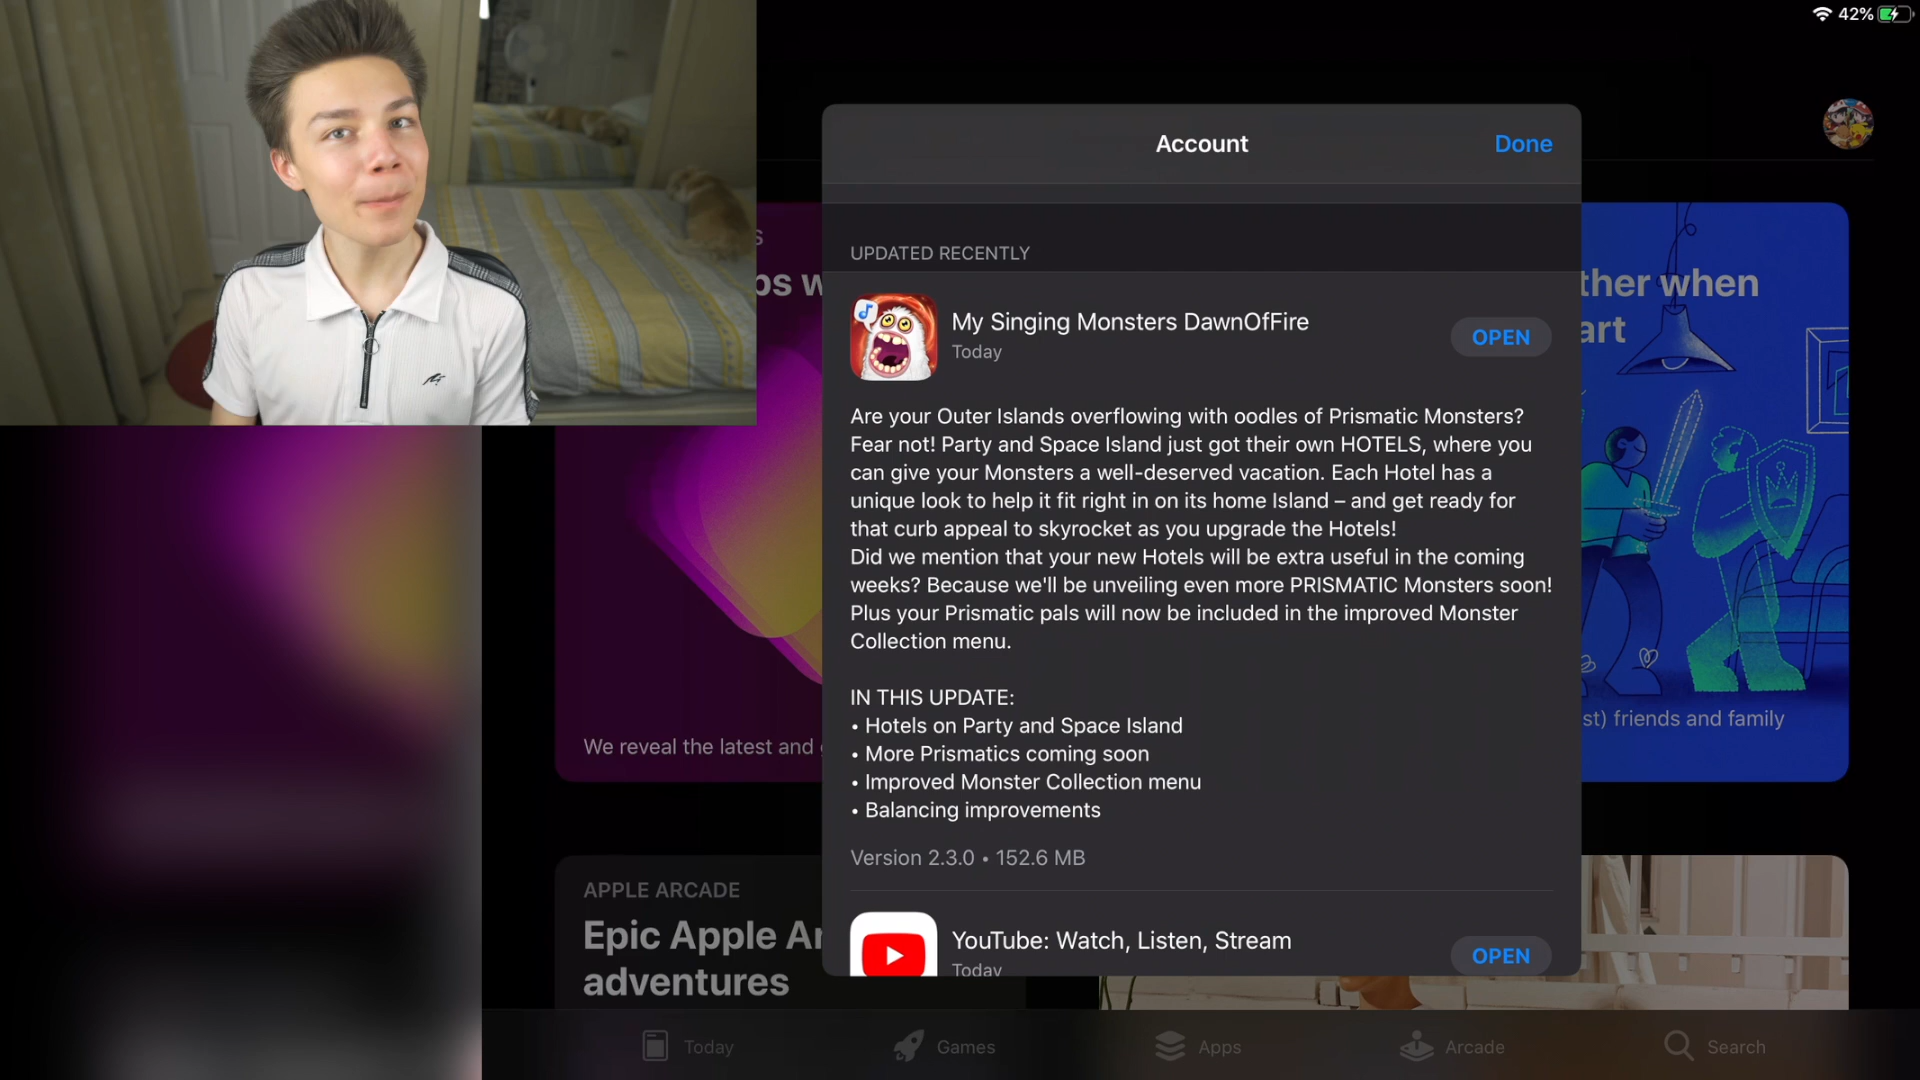 42%
Account
Done
UPDATED RECENTLY
My Singing Monsters DawnOfFire
Today
OPEN
Are your Outer Islands overflowing with oodles of Prismatic Monsters?
Fear not! Party and Space Island just got their own HOTELS, where you
can give your Monsters a well-deserved vacation. Each Hotel has a
unique look to help it fit right in on its home Island – and get ready for
that curb appeal to skyrocket as you upgrade the Hotels!
Did we mention that your new Hotels will be extra useful in the coming
weeks? Because we'll be unveiling even more PRISMATIC Monsters soon!
Plus your Prismatic pals will now be included in the improved Monster
Collection menu.
IN THIS UPDATE:
• Hotels on Party and Space Island
• More Prismatics coming soon
• Improved Monster Collection menu
• Balancing improvements
Version 2.3.0 • 152.6 MB
YouTube: Watch, Listen, Stream
Today
OPEN
ther when
art
st) friends and family
We reveal the latest and
APPLE ARCADE
Epic Apple Ar
adventures
Today
Games
Apps
Arcade
Search